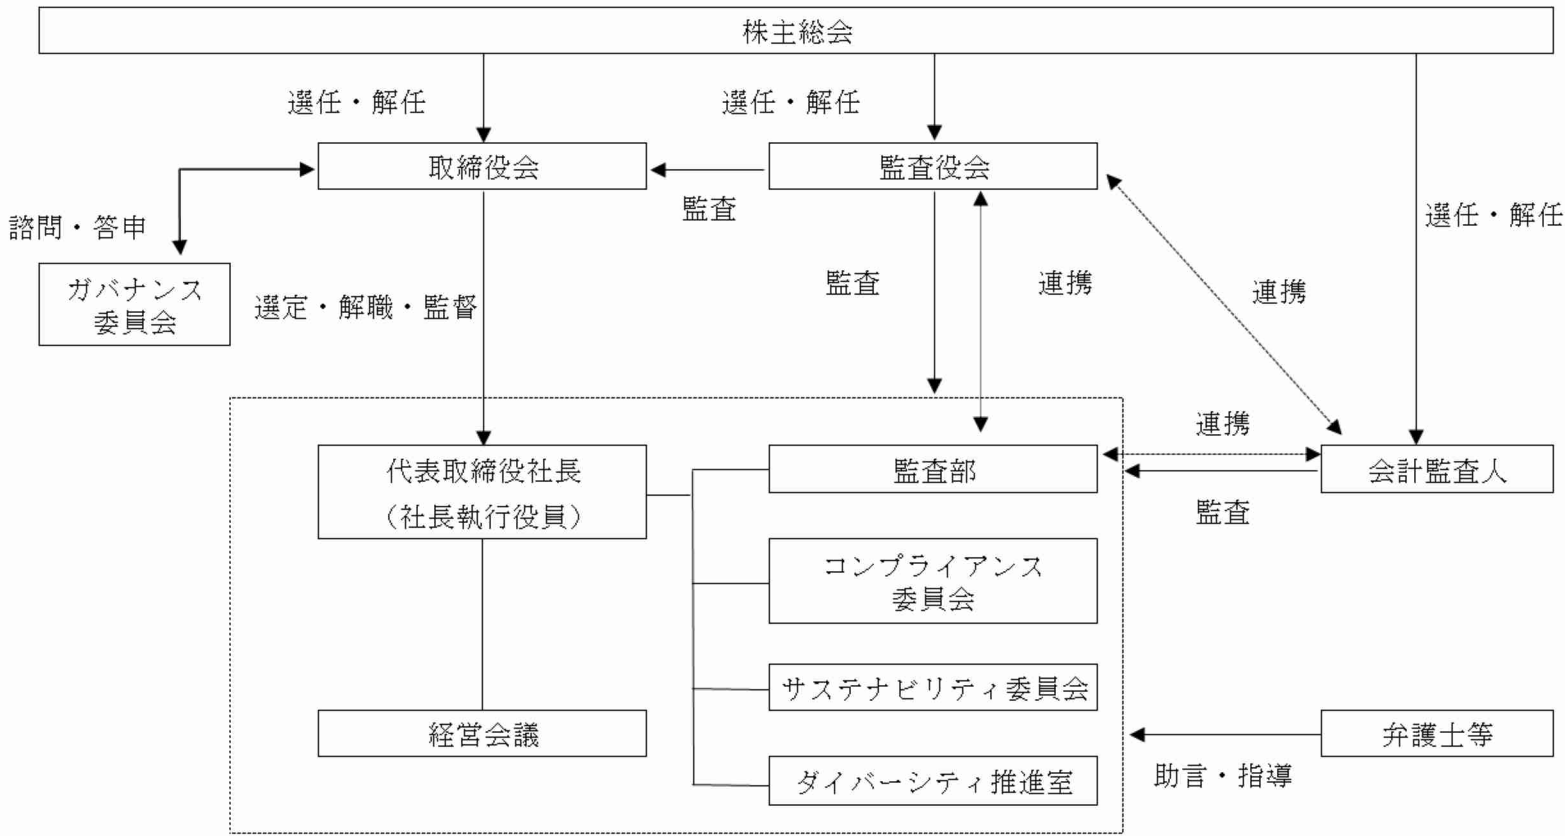 株主総会
選任・解任
選任・解任
取締役会
監査役会
監査
選任・解任
諮問・答申
ガバナンス
委員会
選定・解職・監督
監査
連携
連携
連携
代表取締役社長
（社長執行役員）
監査部
会計監査人
監査
コンプライアンス
委員会
サステナビリティ委員会
経営会議
弁護士等
ダイバーシティ推進室
助言・指導